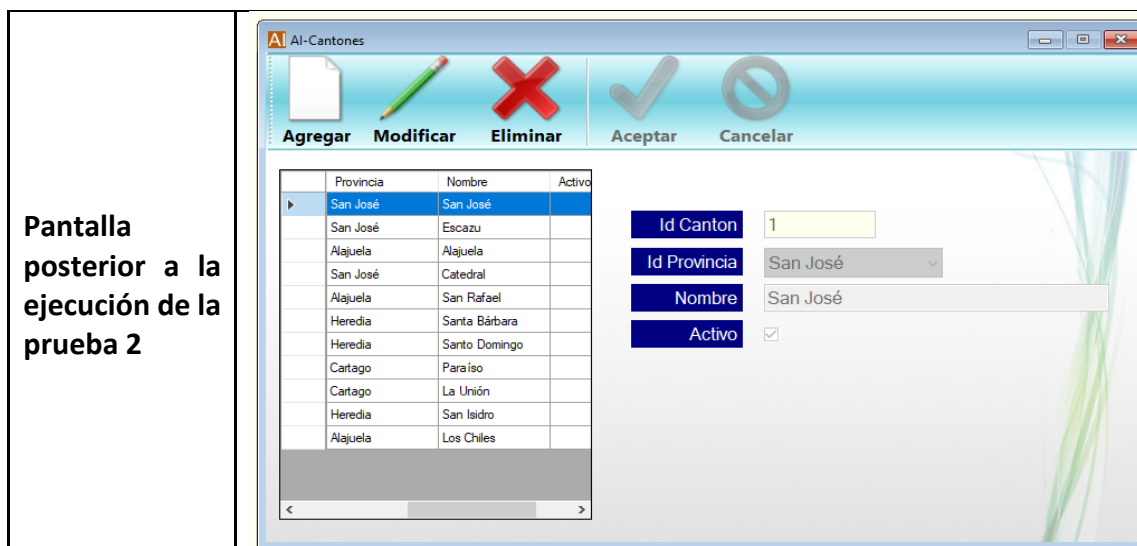 Pantalla
posterior a la
ejecución de la
prueba 2
AI AI-Cantones
Agregar Modificar Eliminar Aceptar Cancelar
Provincia Nombre Activo
San José San José
San José Escazu
Alajuela Alajuela
San José Catedral
Alajuela San Rafael
Heredia Santa Bárbara
Heredia Santo Domingo
Cartago Paraíso
Cartago La Unión
Heredia San Isidro
Alajuela Los Chiles
Id Canton 1
Id Provincia San José
Nombre San José
Activo